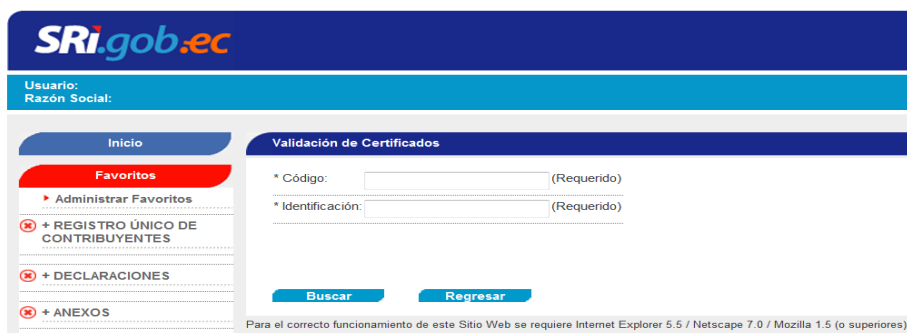 SRi.gob.ec
Usuario:
Razón Social:
Inicio
Favoritos
Administrar Favoritos
+ REGISTRO ÚNICO DE
CONTRIBUYENTES
+ DECLARACIONES
+ ANEXOS
Validación de Certificados
* Código: (Requerido)
* Identificación: (Requerido)
Buscar Regresar
Para el correcto funcionamiento de este Sitio Web se requiere Internet Explorer 5.5 / Netscape 7.0 / Mozilla 1.5 (o superiores)